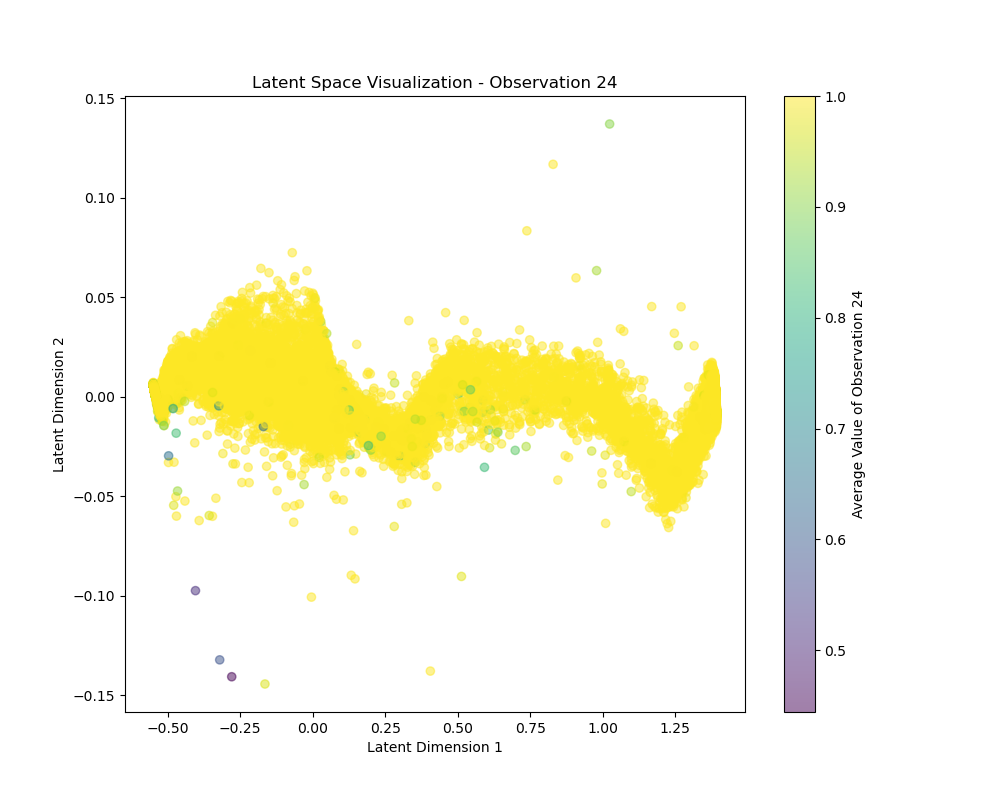 Latent Space Visualization - Observation 24
0.15
0.10
0.05
0.00
−0.05
−0.10
−0.15
Latent Dimension 2
−0.50 −0.25 0.00 0.25 0.50 0.75 1.00 1.25
Latent Dimension 1
1.0
0.9
0.8
0.7
0.6
0.5
Average Value of Observation 24